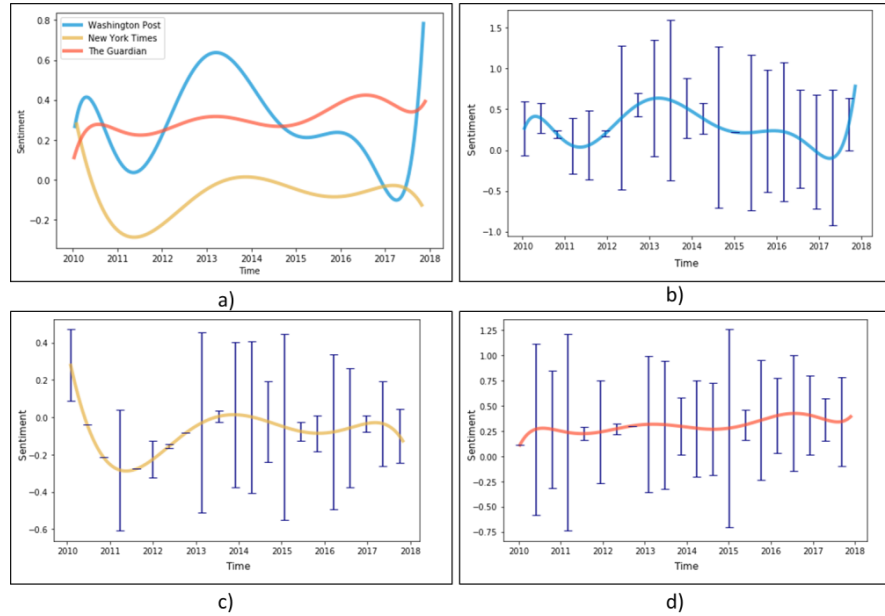 Washington Post
New York Times
The Guardian
0.8
0.6
0.4
0.2
0.0
−0.2
Sentiment
2010 2011 2012 2013 2014 2015 2016 2017 2018
Time
a)
1.5
1.0
0.5
0.0
−0.5
−1.0
Sentiment
2010 2011 2012 2013 2014 2015 2016 2017 2018
Time
b)
0.4
0.2
0.0
−0.2
−0.4
−0.6
Sentiment
2010 2011 2012 2013 2014 2015 2016 2017 2018
Time
c)
1.25
1.00
0.75
0.50
0.25
0.00
−0.25
−0.50
−0.75
Sentiment
2010 2011 2012 2013 2014 2015 2016 2017 2018
Time
d)